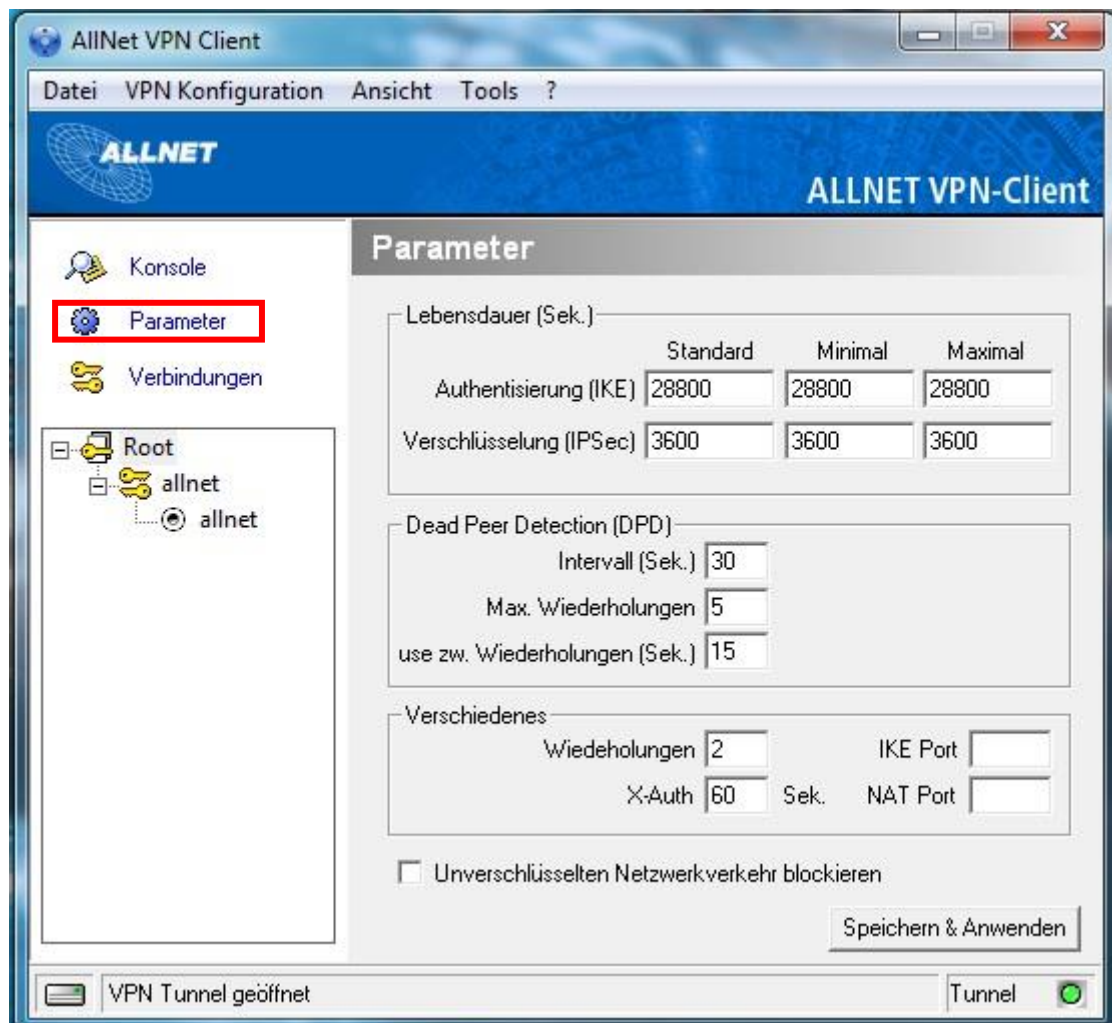 AllNet VPN Client
Datei VPN Konfiguration Ansicht Tools ?
ALLNET
ALLNET VPN-Client
Konsole
Parameter
Verbindungen
Root
allnet
allnet
Parameter
Lebensdauer (Sek.)
Standard Minimal Maximal
Authentisierung (IKE) 28800 28800 28800
Verschlüsselung (IPSec) 3600 3600 3600
Dead Peer Detection (DPD)
Intervall (Sek.) 30
Max. Wiederholungen 5
use zw. Wiederholungen (Sek.) 15
Verschiedenes
Wiedeholungen 2 IKE Port
X-Auth 60 Sek. NAT Port
Unverschlüsselten Netzwerkverkehr blockieren
Speichern & Anwenden
VPN Tunnel geöffnet
Tunnel